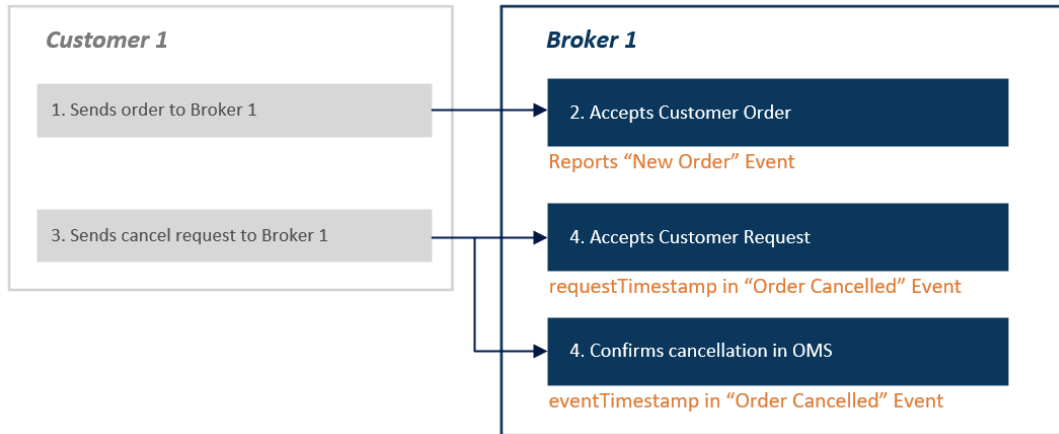 Customer 1
Broker 1
1. Sends order to Broker 1
2. Accepts Customer Order
Reports “New Order” Event
3. Sends cancel request to Broker 1
4. Accepts Customer Request
requestTimestamp in “Order Cancelled” Event
4. Confirms cancellation in OMS
eventTimestamp in “Order Cancelled” Event